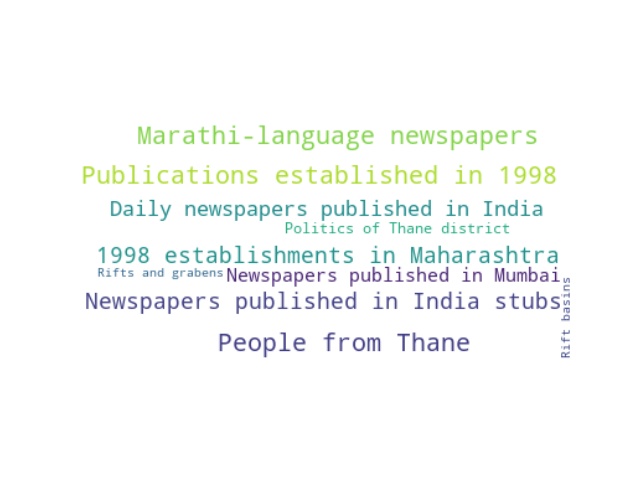 Marathi-language newspapers
Publications established in 1998
Daily newspapers published in India
Politics of Thane district
1998 establishments in Maharashtra
Rifts and grabens
Newspapers published in Mumbai
Newspapers published in India stubs
Rift basins
People from Thane